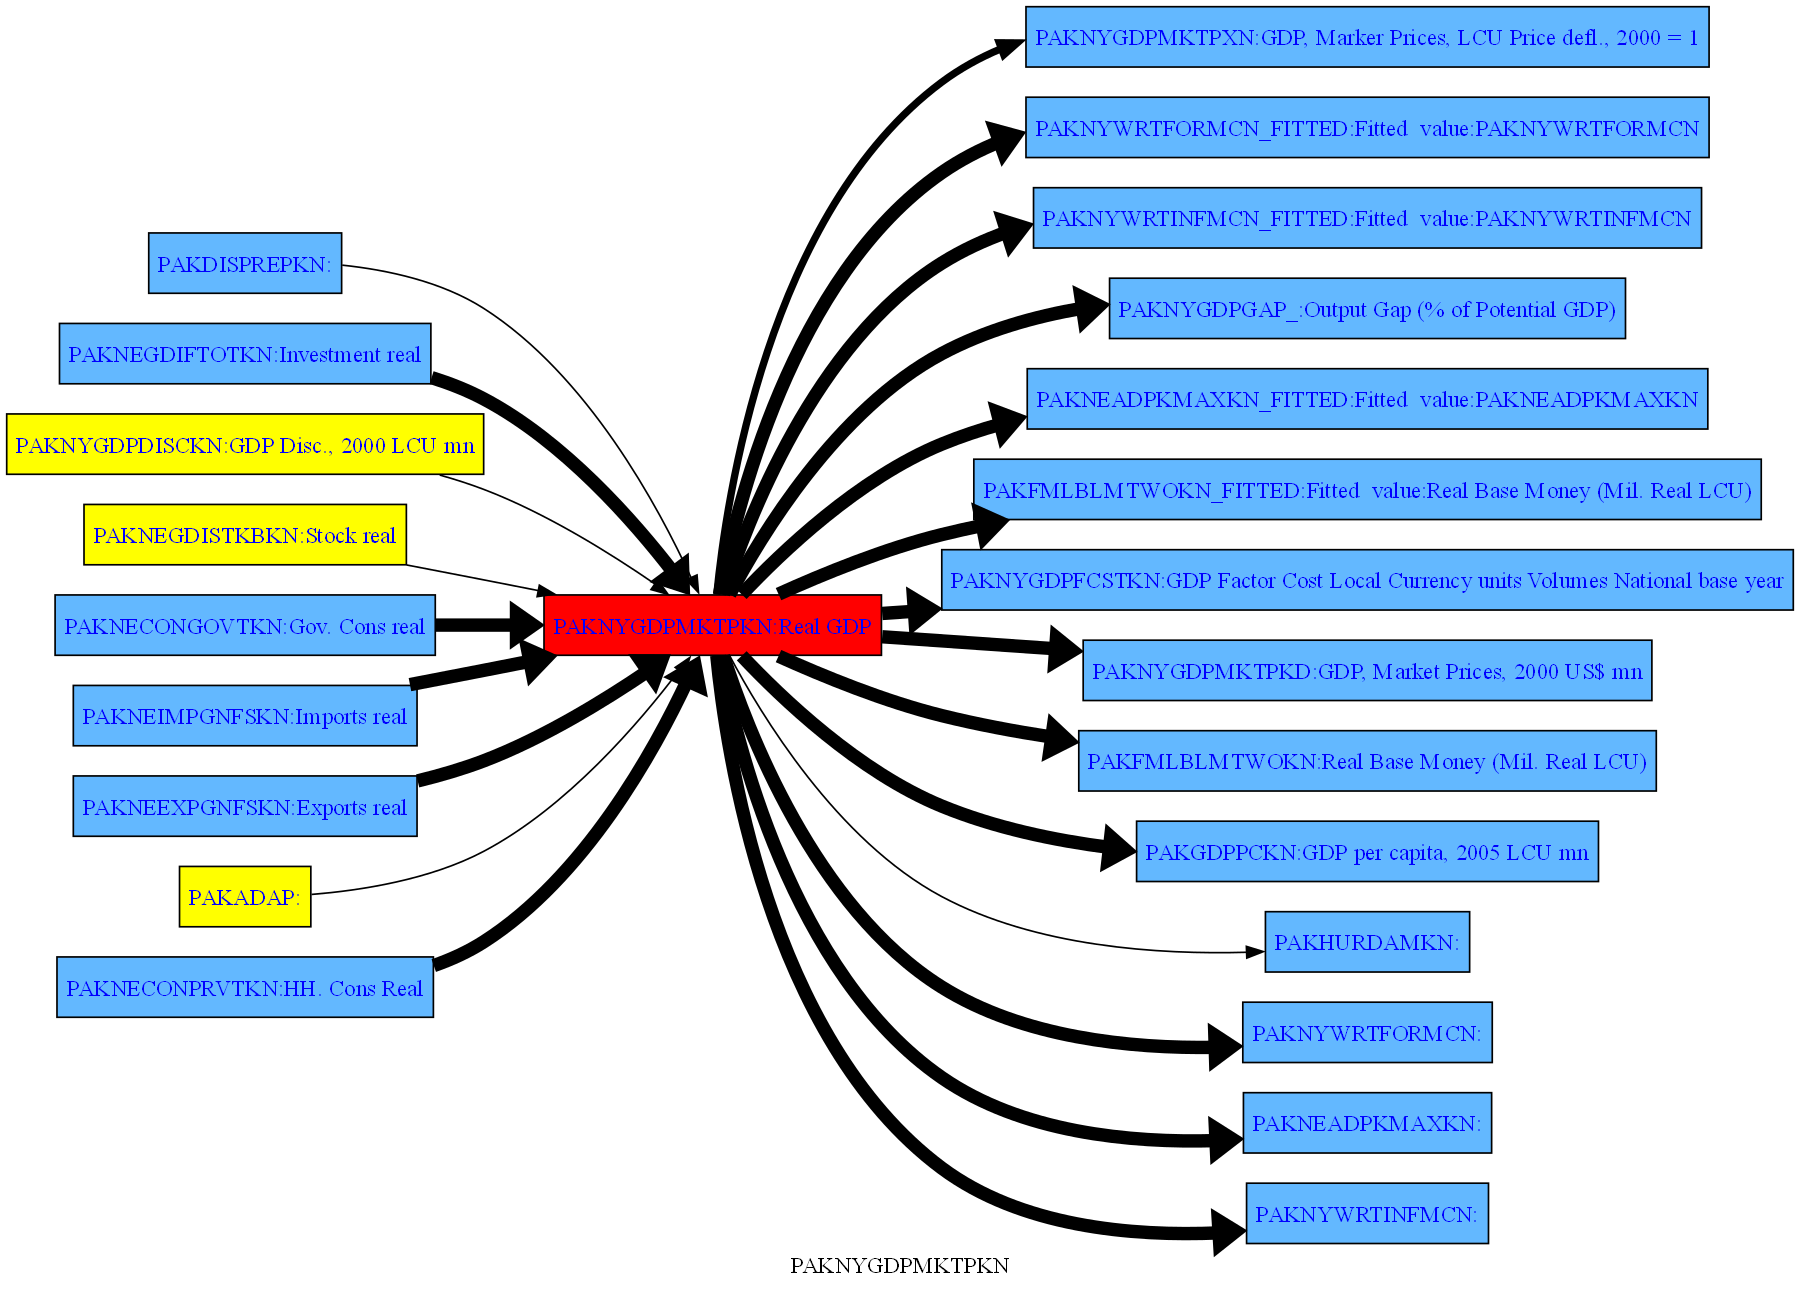 PAKDISPREPKN:
PAKNEGDIFTOTKN:Investment real
PAKNYGDPDISCKN:GDP Disc., 2000 LCU mn
PAKNEGDISTKBKN:Stock real
PAKNECONGOVTKN:Gov. Cons real
PAKNEIMPGNFSKN:Imports real
PAKNEEXPGNFSKN:Exports real
PAKADAP:
PAKNECONPRVTKN:HH. Cons Real
PAKNYGDPMKTPKN:Real GDP
PAKNYGDPMKTPXN:GDP, Marker Prices, LCU Price defl., 2000 = 1
PAKNYWRTFORMCN_FITTED:Fitted  value:PAKNYWRTFORMCN
PAKNYWRTINFMCN_FITTED:Fitted  value:PAKNYWRTINFMCN
PAKNYGDPGAP_:Output Gap (% of Potential GDP)
PAKNEADPKMAXKN_FITTED:Fitted  value:PAKNEADPKMAXKN
PAKFMLBLMTWOKN_FITTED:Fitted  value:Real Base Money (Mil. Real LCU)
PAKNYGDPFCSTKN:GDP Factor Cost Local Currency units Volumes National base year
PAKNYGDPMKTPKD:GDP, Market Prices, 2000 US$ mn
PAKFMLBLMTWOKN:Real Base Money (Mil. Real LCU)
PAKGDPPCKN:GDP per capita, 2005 LCU mn
PAKHURDAMKN:
PAKNYWRTFORMCN:
PAKNEADPKMAXKN:
PAKNYWRTINFMCN:
PAKNYGDPMKTPKN